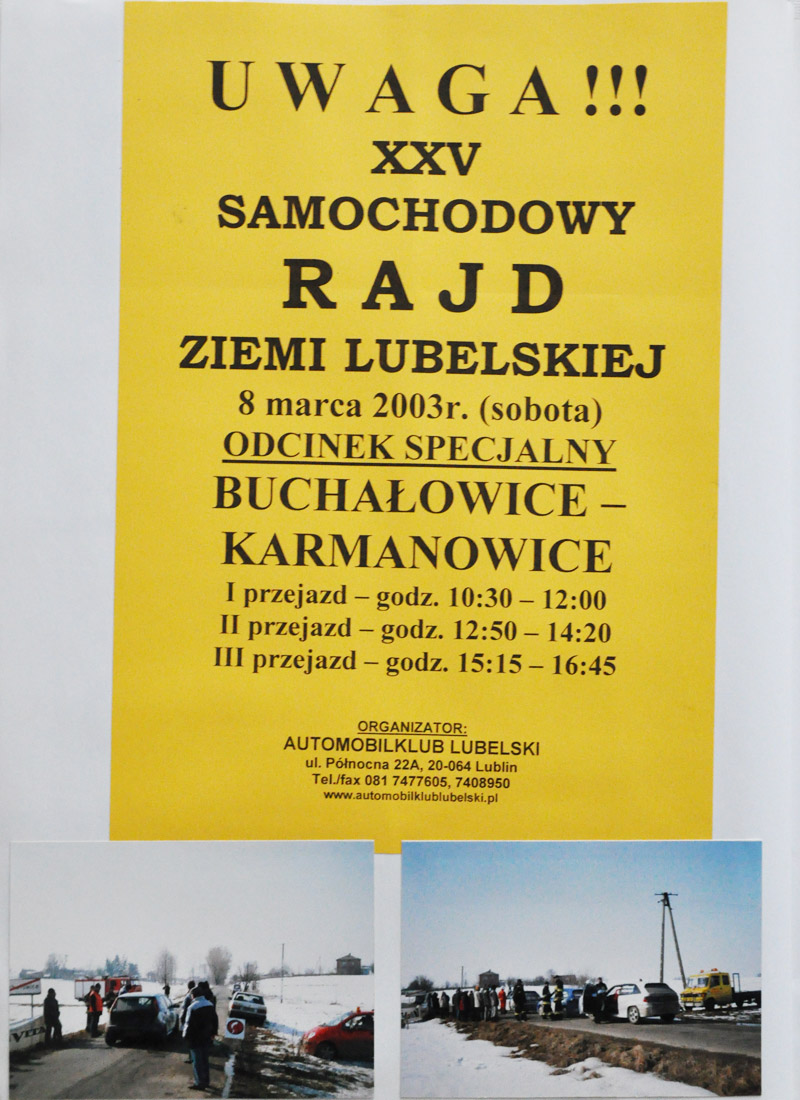 U W A G A !!!
XXV
SAMOCHODOWY
R A J D
ZIEMI LUBELSKIEJ
8 marca 2003r. (sobota)
ODCINEK SPECJALNY
BUCHAŁOWICE –
KARMANOWICE
I przejazd – godz. 10:30 – 12:00
II przejazd – godz. 12:50 – 14:20
III przejazd – godz. 15:15 – 16:45
ORGANIZATOR:
AUTOMOBILKLUB LUBELSKI
ul. Północna 22A, 20-064 Lublin
Tel./fax 081 7477605, 7408950
www.automobilklublubelski.pl